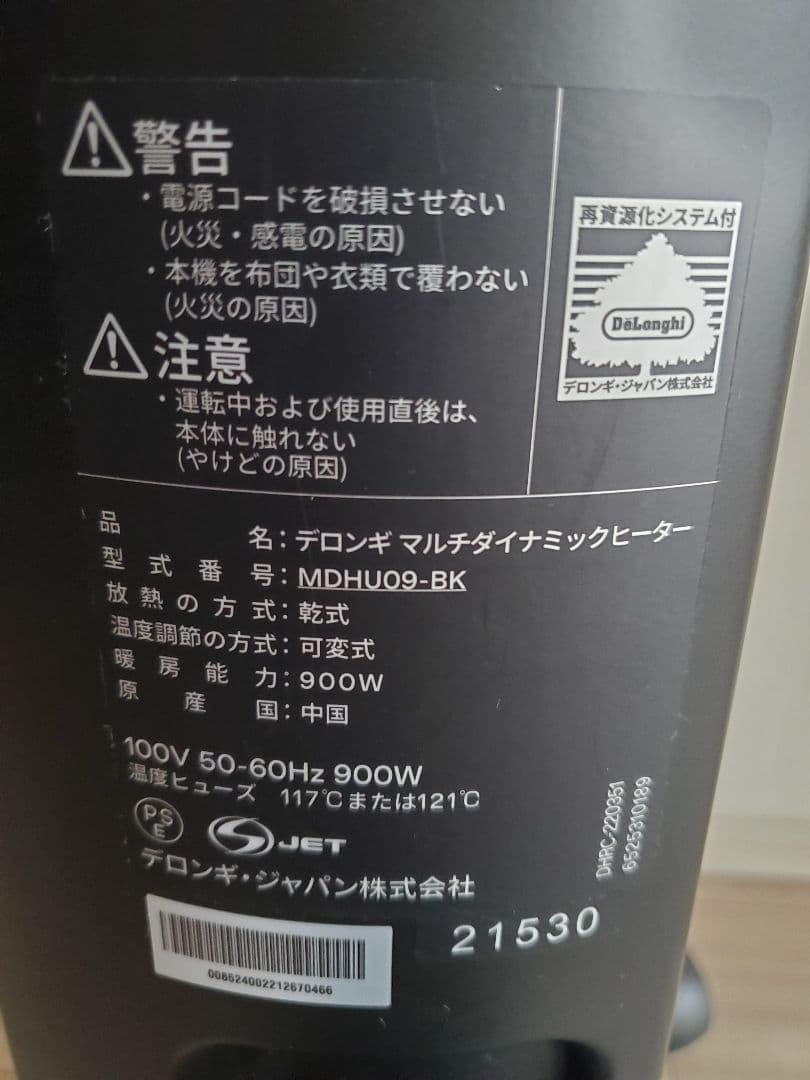 警告
・電源コードを破損させない
(火災・感電の原因)
・本機を布団や衣類で覆わない
(火災の原因)
注意
・運転中および使用直後は、
本体に触れない
(やけどの原因)
再資源化システム付
DeLonghi
デロンギ・ジャパン株式会社
品名：デロンギ マルチダイナミックヒーター
型式番号：MDHU09-BK
放熱の方式：乾式
温度調節の方式：可変式
暖房能力：900W
原産国：中国
100V 50-60Hz 900W
温度ヒューズ 117℃または121℃
PSE
JET
デロンギ・ジャパン株式会社
DHRC-220351
6525310189
21530
008624002212670466